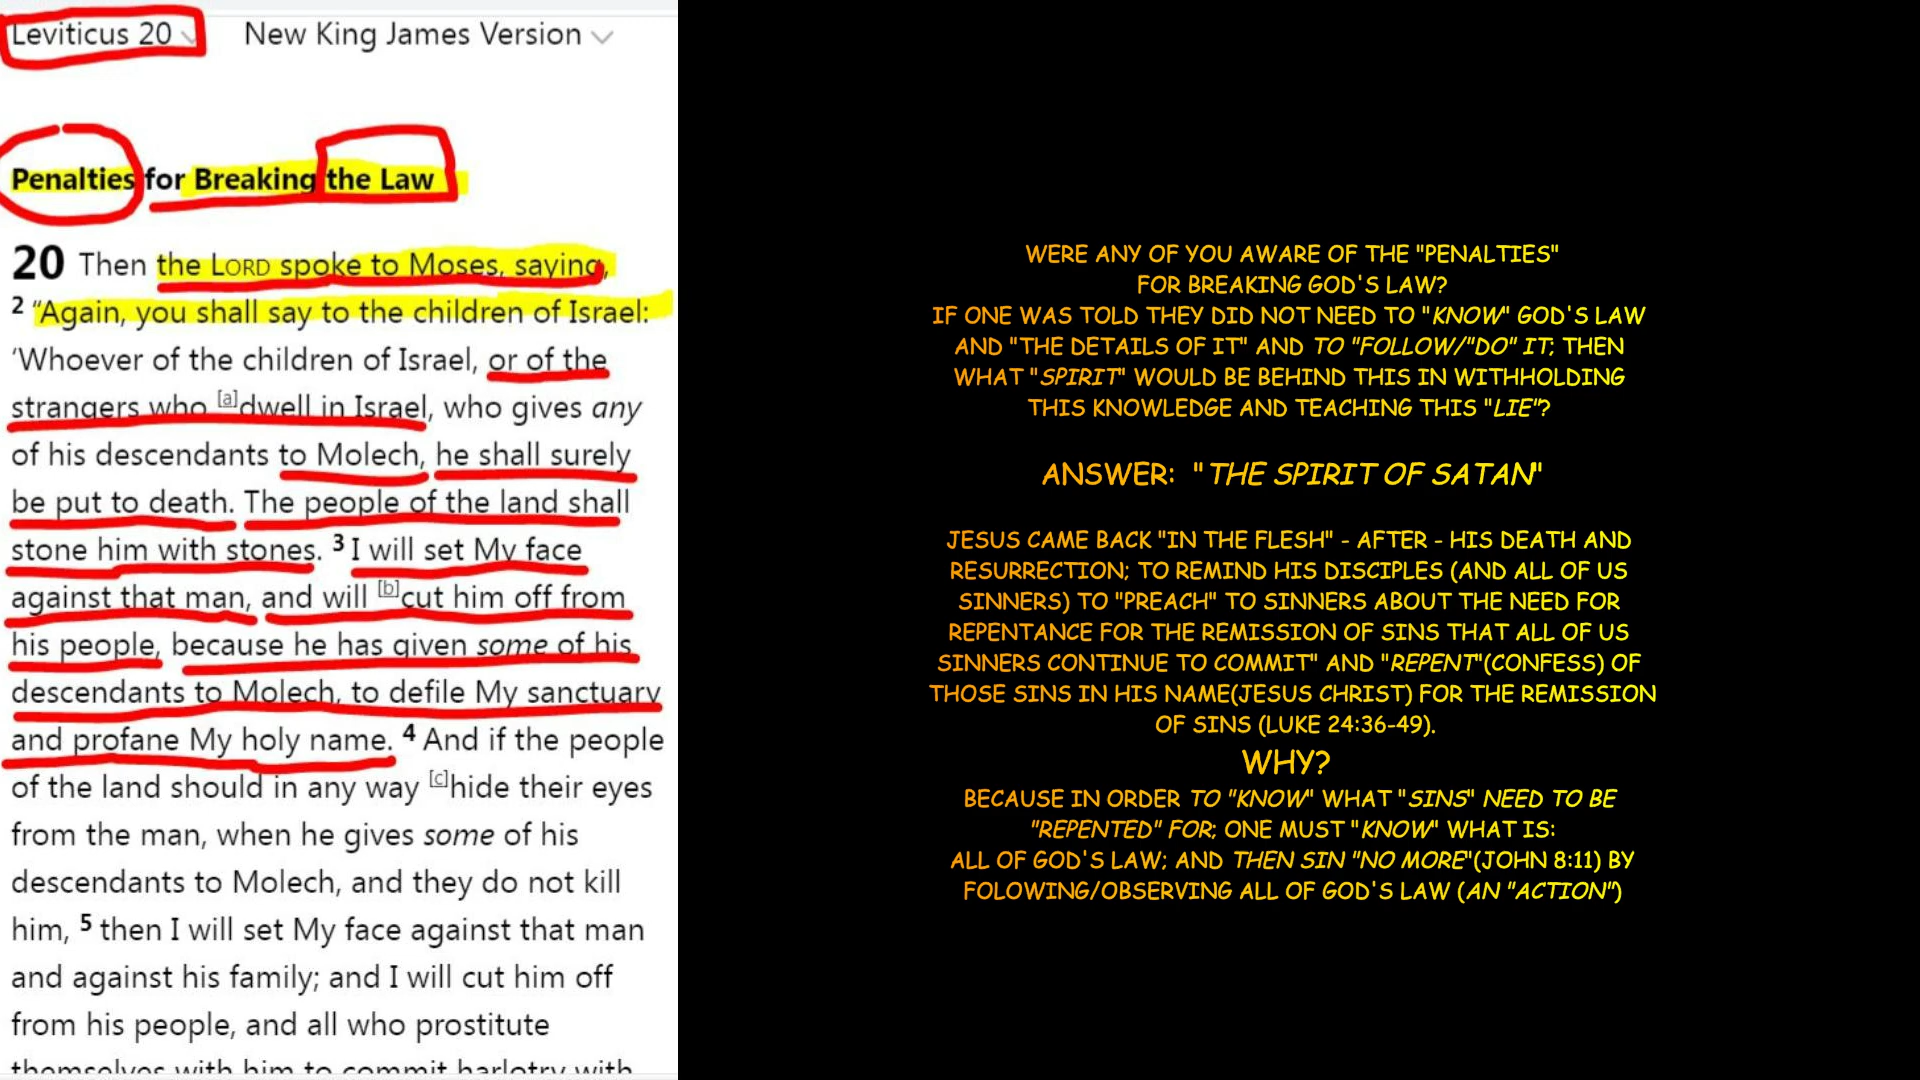 Leviticus 20 New King James Version
Penalties for Breaking the Law
20 Then the LORD spoke to Moses, saying,
2 “Again, you shall say to the children of Israel:
‘Whoever of the children of Israel, or of the
strangers who [a]dwell in Israel, who gives any
of his descendants to Molech, he shall surely
be put to death. The people of the land shall
stone him with stones. 3 I will set My face
against that man, and will [b]cut him off from
his people, because he has given some of his
descendants to Molech, to defile My sanctuary
and profane My holy name. 4 And if the people
of the land should in any way [c]hide their eyes
from the man, when he gives some of his
descendants to Molech, and they do not kill
him, 5 then I will set My face against that man
and against his family; and I will cut him off
from his people, and all who prostitute
themselves with him to commit harlotry with
WERE ANY OF YOU AWARE OF THE "PENALTIES"
FOR BREAKING GOD'S LAW?
IF ONE WAS TOLD THEY DID NOT NEED TO "KNOW" GOD'S LAW
AND "THE DETAILS OF IT" AND TO "FOLLOW/"DO" IT; THEN
WHAT "SPIRIT" WOULD BE BEHIND THIS IN WITHHOLDING
THIS KNOWLEDGE AND TEACHING THIS "LIE"?
ANSWER: "THE SPIRIT OF SATAN"
JESUS CAME BACK "IN THE FLESH" - AFTER - HIS DEATH AND
RESURRECTION; TO REMIND HIS DISCIPLES (AND ALL OF US
SINNERS) TO "PREACH" TO SINNERS ABOUT THE NEED FOR
REPENTANCE FOR THE REMISSION OF SINS THAT ALL OF US
SINNERS CONTINUE TO COMMIT" AND "REPENT"(CONFESS) OF
THOSE SINS IN HIS NAME(JESUS CHRIST) FOR THE REMISSION
OF SINS (LUKE 24:36-49).
WHY?
BECAUSE IN ORDER TO "KNOW" WHAT "SINS" NEED TO BE
"REPENTED" FOR; ONE MUST "KNOW" WHAT IS:
ALL OF GOD'S LAW; AND THEN SIN "NO MORE"(JOHN 8:11) BY
FOLOWING/OBSERVING ALL OF GOD'S LAW (AN "ACTION")